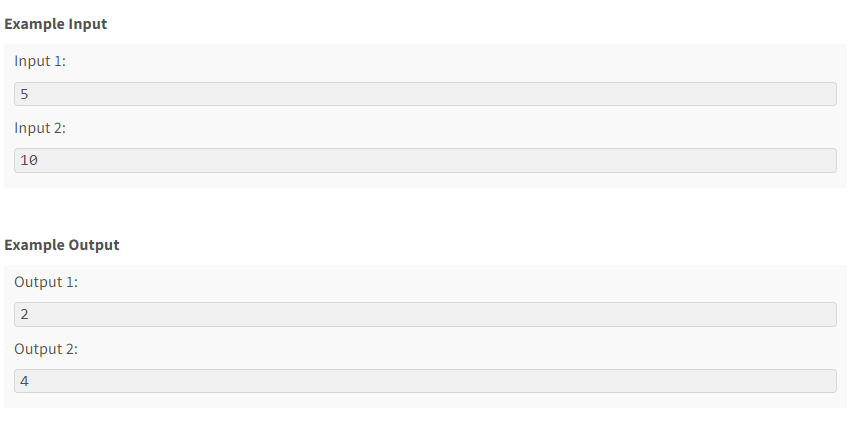 Example Input
Input 1:
5
Input 2:
10
Example Output
Output 1:
2
Output 2:
4